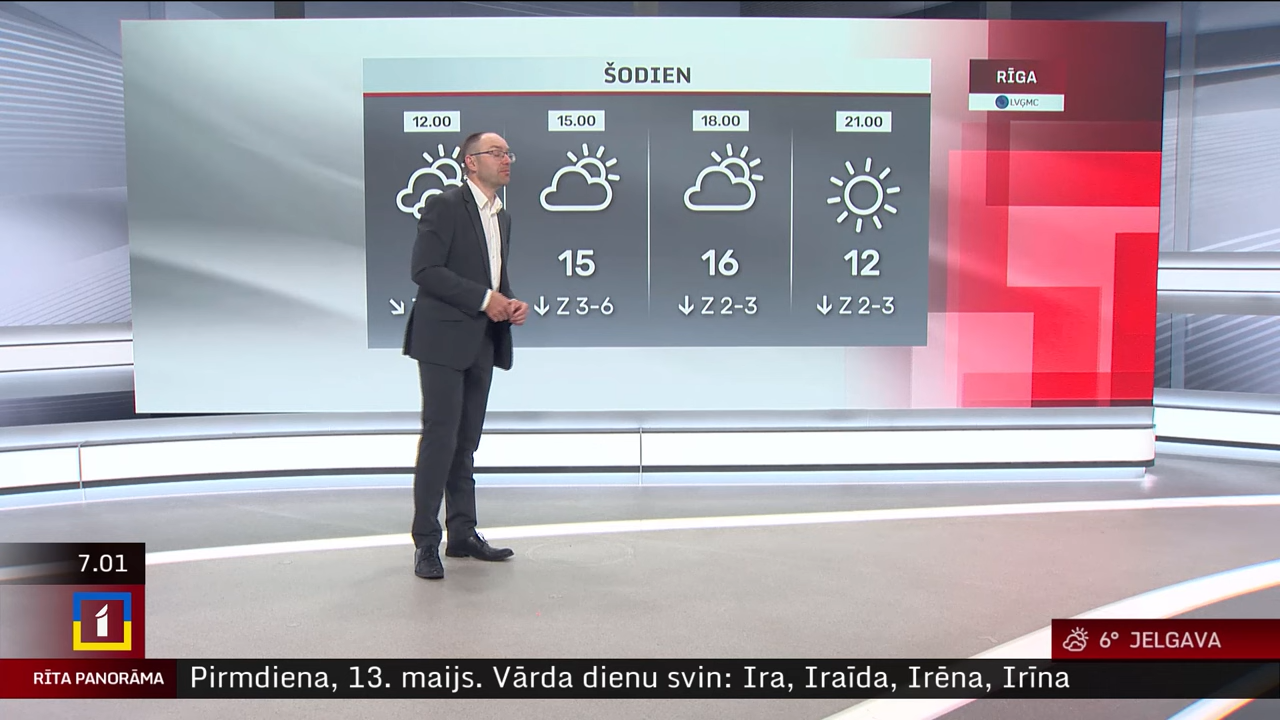 ŠODIEN
RĪGA
LVĢMC
12.00
15.00
18.00
21.00
15
16
12
Z 3-6
Z 2-3
Z 2-3
7.01
1
6° JELGAVA
RĪTA PANORĀMA
Pirmdiena, 13. maijs. Vārda dienu svin: Ira, Iraīda, Irēna, Irīna